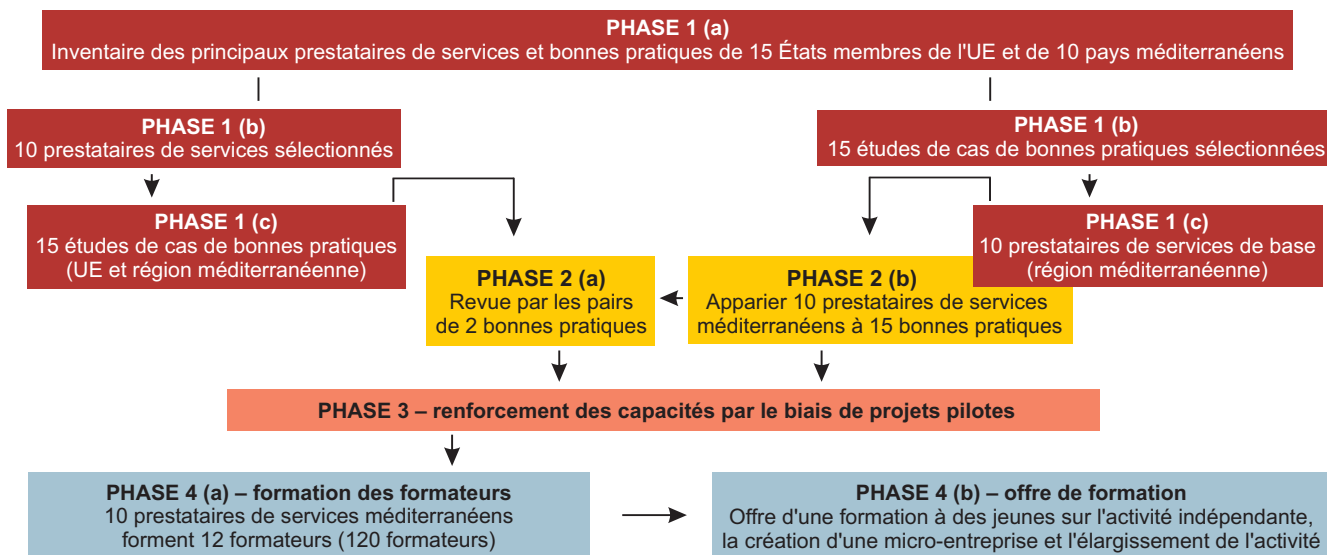 PHASE 1 (a)
Inventaire des principaux prestataires de services et bonnes pratiques de 15 États membres de l'UE et de 10 pays méditerranéens
PHASE 1 (b)
10 prestataires de services sélectionnés
PHASE 1 (b)
15 études de cas de bonnes pratiques sélectionnées
PHASE 1 (c)
15 études de cas de bonnes pratiques
(UE et région méditerranéenne)
PHASE 1 (c)
10 prestataires de services de base
(région méditerranéenne)
PHASE 2 (a)
Revue par les pairs
de 2 bonnes pratiques
PHASE 2 (b)
Apparier 10 prestataires de services
méditerranéens à 15 bonnes pratiques
PHASE 3 – renforcement des capacités par le biais de projets pilotes
PHASE 4 (a) – formation des formateurs
10 prestataires de services méditerranéens
forment 12 formateurs (120 formateurs)
PHASE 4 (b) – offre de formation
Offre d'une formation à des jeunes sur l'activité indépendante,
la création d'une micro-entreprise et l'élargissement de l'activité